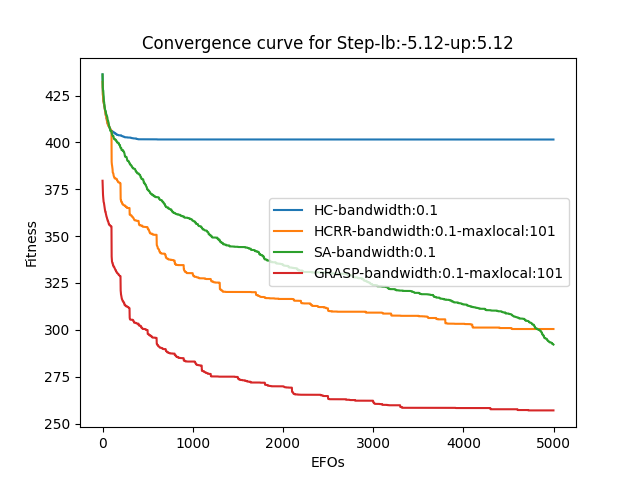 Convergence curve for Step-lb:-5.12-up:5.12
Fitness
425
400
375
350
325
300
275
250
HC-bandwidth:0.1
HCRR-bandwidth:0.1-maxlocal:101
SA-bandwidth:0.1
GRASP-bandwidth:0.1-maxlocal:101
0
1000
2000
3000
4000
5000
EFOs